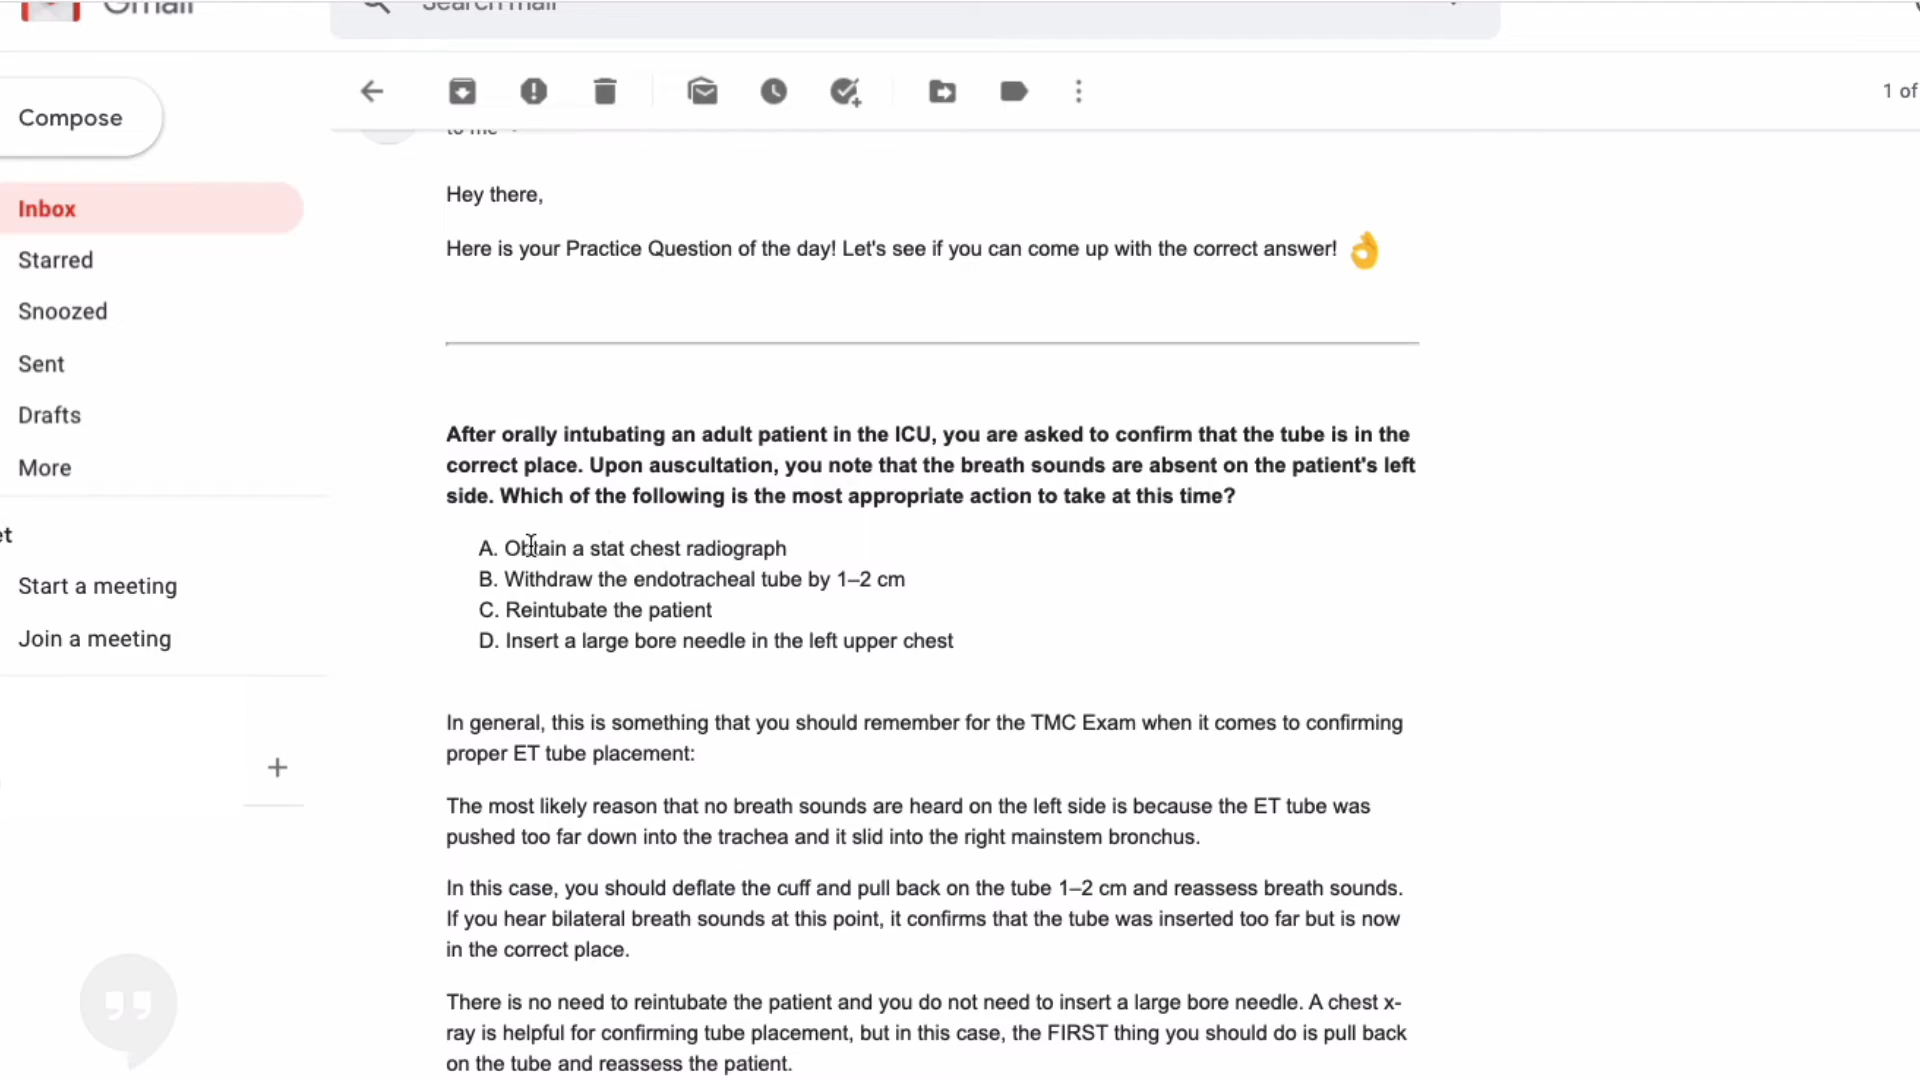 Gmail
Search mail
Compose
1 of
to me
Inbox
Starred
Snoozed
Sent
Drafts
More
et
Start a meeting
Join a meeting
Hey there,
Here is your Practice Question of the day! Let's see if you can come up with the correct answer! 👌
After orally intubating an adult patient in the ICU, you are asked to confirm that the tube is in the
correct place. Upon auscultation, you note that the breath sounds are absent on the patient's left
side. Which of the following is the most appropriate action to take at this time?
A. Obtain a stat chest radiograph
B. Withdraw the endotracheal tube by 1–2 cm
C. Reintubate the patient
D. Insert a large bore needle in the left upper chest
In general, this is something that you should remember for the TMC Exam when it comes to confirming
proper ET tube placement:
The most likely reason that no breath sounds are heard on the left side is because the ET tube was
pushed too far down into the trachea and it slid into the right mainstem bronchus.
In this case, you should deflate the cuff and pull back on the tube 1–2 cm and reassess breath sounds.
If you hear bilateral breath sounds at this point, it confirms that the tube was inserted too far but is now
in the correct place.
There is no need to reintubate the patient and you do not need to insert a large bore needle. A chest x-
ray is helpful for confirming tube placement, but in this case, the FIRST thing you should do is pull back
on the tube and reassess the patient.